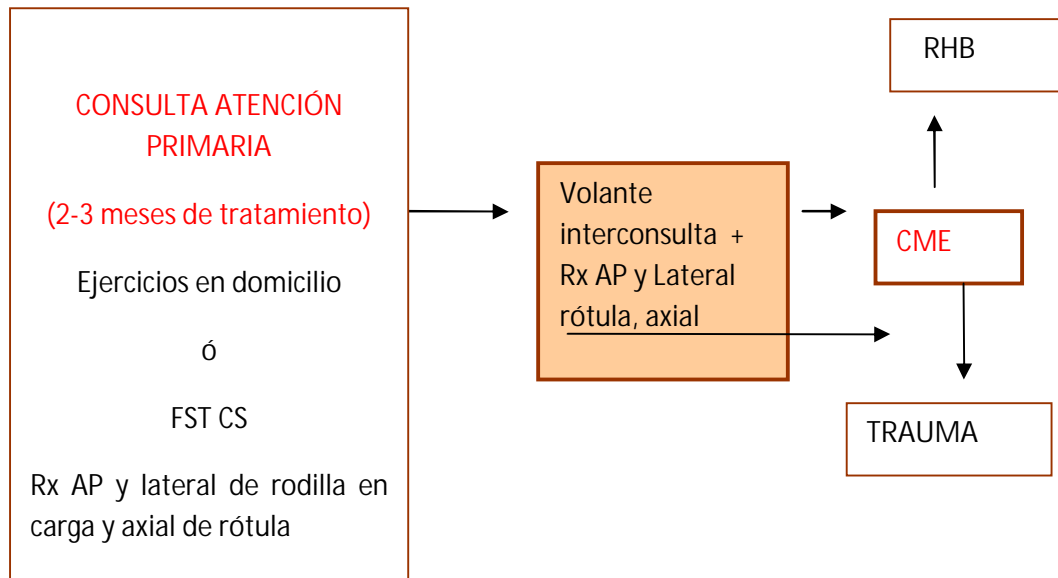 CONSULTA ATENCIÓN
PRIMARIA
(2-3 meses de tratamiento)
Ejercicios en domicilio
ó
FST CS
Rx AP y lateral de rodilla en
carga y axial de rótula
Volante
interconsulta +
Rx AP y Lateral
rótula, axial
RHB
CME
TRAUMA